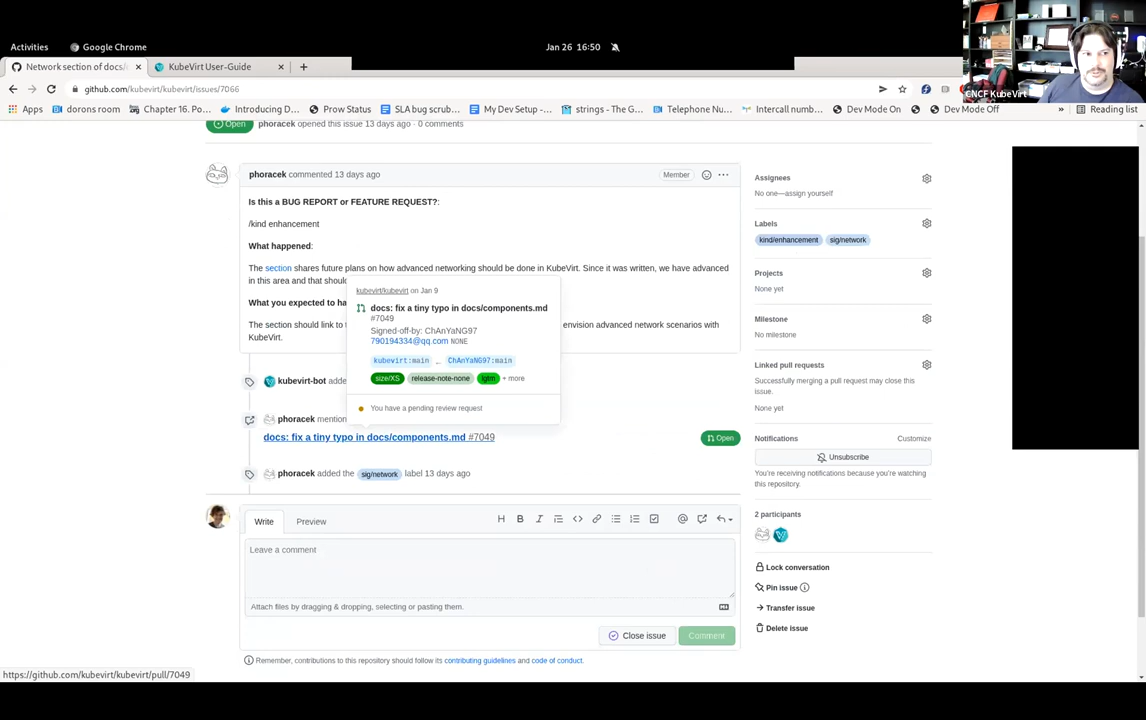 Activities
Google Chrome
Jan 26 16:50
Network section of docs/
KubeVirt User-Guide
github.com/kubevirt/kubevirt/issues/7066
CNCF KubeVirt
Apps
dorons room
Chapter 16. Po...
Introducing D...
Prow Status
SLA bug scrub...
My Dev Setup -...
strings - The G...
Telephone Nu...
Intercall numb...
Dev Mode On
Dev Mode Off
»
Reading list
Open
phoracek opened this issue 13 days ago · 0 comments
phoracek commented 13 days ago
Member
Is this a BUG REPORT or FEATURE REQUEST?:
/kind enhancement
What happened:
The section shares future plans on how advanced networking should be done in KubeVirt. Since it was written, we have advanced
in this area and that shoul
What you expected to ha
The section should link to t
envision advanced network scenarios with
KubeVirt.
kubevirt/kubevirt on Jan 9
docs: fix a tiny typo in docs/components.md
#7049
Signed-off-by: ChAnYaNG97
790194334@qq.com NONE
kubevirt:main ← ChAnYaNG97:main
size/XS
release-note-none
lgtm
+ more
You have a pending review request
kubevirt-bot adde
phoracek mention
docs: fix a tiny typo in docs/components.md #7049
Open
phoracek added the sig/network label 13 days ago
Write
Preview
Leave a comment
Attach files by dragging & dropping, selecting or pasting them.
Close issue
Comment
Remember, contributions to this repository should follow its contributing guidelines and code of conduct.
Assignees
No one—assign yourself
Labels
kind/enhancement
sig/network
Projects
None yet
Milestone
No milestone
Linked pull requests
Successfully merging a pull request may close this
issue.
None yet
Notifications
Customize
Unsubscribe
You're receiving notifications because you're watching
this repository.
2 participants
Lock conversation
Pin issue
Transfer issue
Delete issue
https://github.com/kubevirt/kubevirt/pull/7049